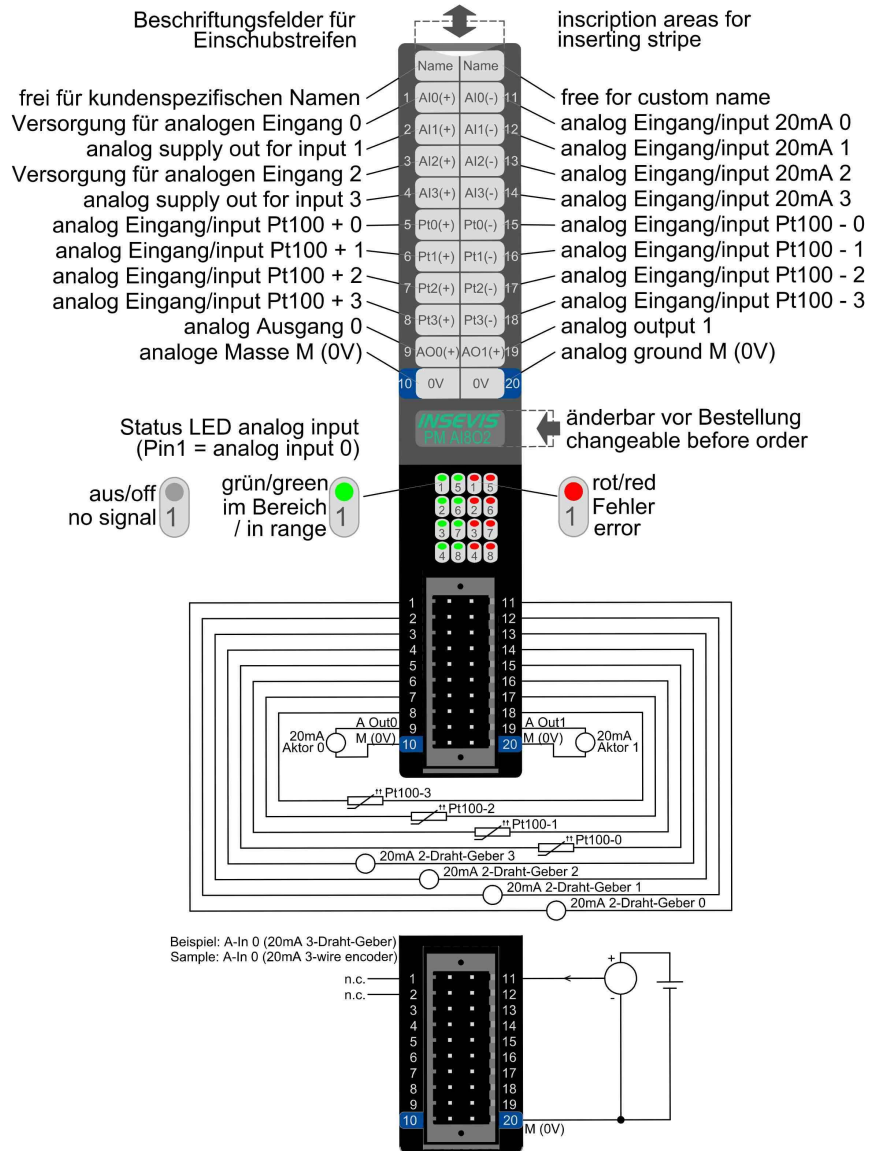 Beschriftungsfelder für
Einschubstreifen
inscription areas for
inserting stripe
Name Name
frei für kundenspezifischen Namen
free for custom name
1 AI0(+) AI0(-) 11
Versorgung für analogen Eingang 0
analog Eingang/input 20mA 0
2 AI1(+) AI1(-) 12
analog supply out for input 1
analog Eingang/input 20mA 1
3 AI2(+) AI2(-) 13
Versorgung für analogen Eingang 2
analog Eingang/input 20mA 2
4 AI3(+) AI3(-) 14
analog supply out for input 3
analog Eingang/input 20mA 3
5 Pt0(+) Pt0(-) 15
analog Eingang/input Pt100 + 0
analog Eingang/input Pt100 - 0
6 Pt1(+) Pt1(-) 16
analog Eingang/input Pt100 + 1
analog Eingang/input Pt100 - 1
7 Pt2(+) Pt2(-) 17
analog Eingang/input Pt100 + 2
analog Eingang/input Pt100 - 2
8 Pt3(+) Pt3(-) 18
analog Eingang/input Pt100 + 3
analog Eingang/input Pt100 - 3
9 AO0(+) AO1(+) 19
analog Ausgang 0
analog output 1
10 0V 0V 20
analoge Masse M (0V)
analog ground M (0V)
INSEVIS
PM AI8O2
änderbar vor Bestellung
changeable before order
Status LED analog input
(Pin1 = analog input 0)
aus/off
no signal
1
grün/green
im Bereich
/ in range
1
1 5 1 5
2 6 2 6
3 7 3 7
4 8 4 8
1
rot/red
Fehler
error
1 11
2 12
3 13
4 14
5 15
6 16
7 17
8 18
9 19
10 20
A Out0
M (0V)
20mA
Aktor 0
A Out1
M (0V)
20mA
Aktor 1
Pt100-3
Pt100-2
Pt100-1
Pt100-0
20mA 2-Draht-Geber 3
20mA 2-Draht-Geber 2
20mA 2-Draht-Geber 1
20mA 2-Draht-Geber 0
Beispiel: A-In 0 (20mA 3-Draht-Geber)
Sample: A-In 0 (20mA 3-wire encoder)
n.c. 1 11
n.c. 2 12
3 13
4 14
5 15
6 16
7 17
8 18
9 19
10 20
M (0V)
+
-